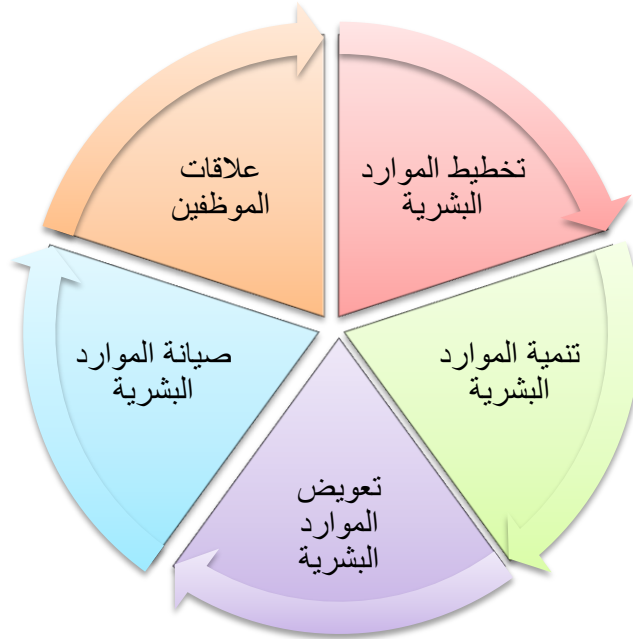 تخطيط الموارد
البشرية
تنمية الموارد
البشرية
تعويض
الموارد
البشرية
صيانة الموارد
البشرية
علاقات
الموظفين